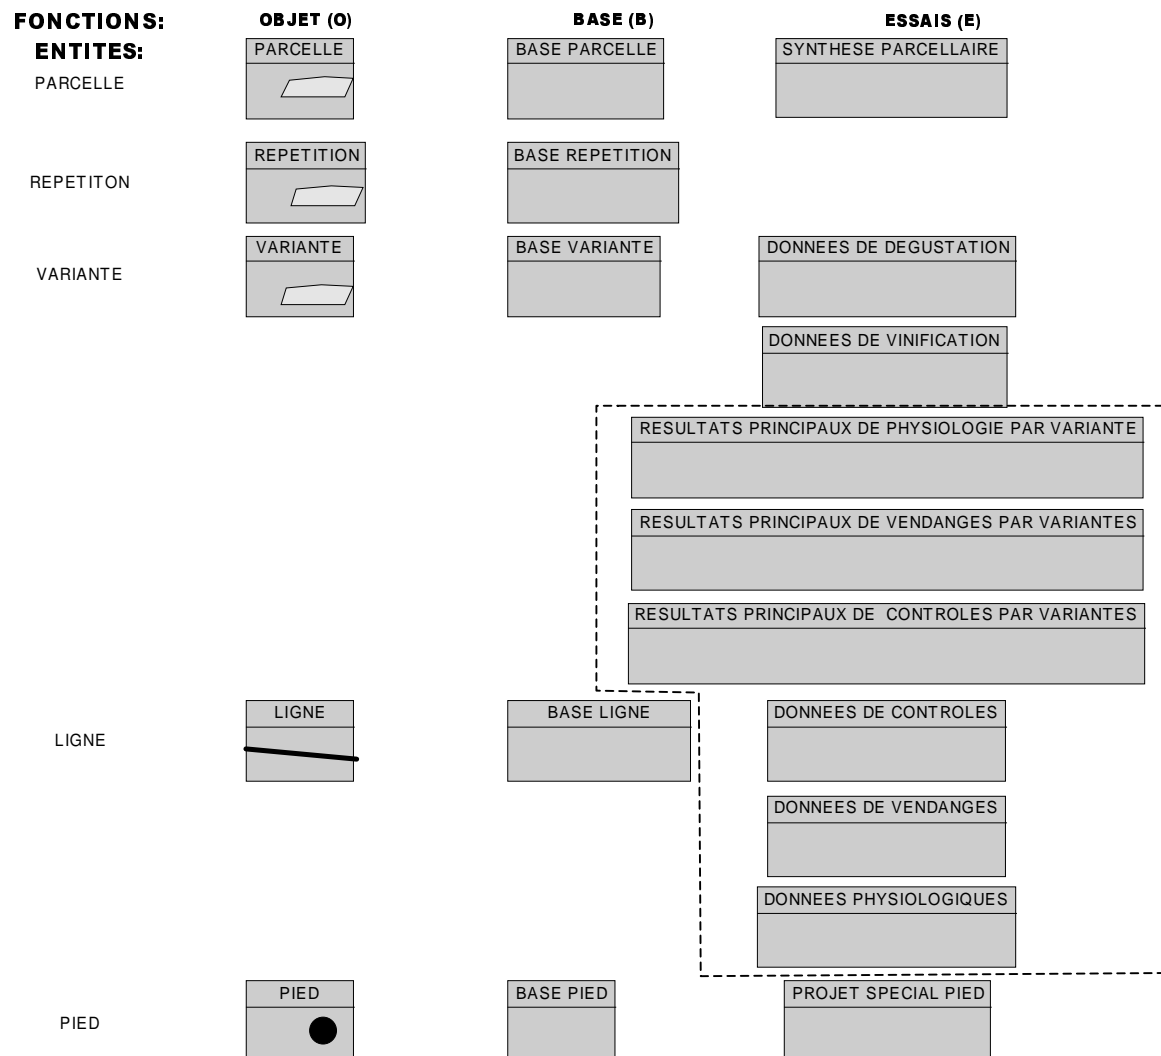 FONCTIONS: OBJET (O) BASE (B) ESSAIS (E)
ENTITES: PARCELLE BASE PARCELLE SYNTHESE PARCELLAIRE
PARCELLE
REPETITION BASE REPETITION
REPETITON
VARIANTE BASE VARIANTE DONNEES DE DEGUSTATION
VARIANTE
DONNEES DE VINIFICATION
RESULTATS PRINCIPAUX DE PHYSIOLOGIE PAR VARIANTE
RESULTATS PRINCIPAUX DE VENDANGES PAR VARIANTES
RESULTATS PRINCIPAUX DE CONTROLES PAR VARIANTES
LIGNE BASE LIGNE DONNEES DE CONTROLES
LIGNE
DONNEES DE VENDANGES
DONNEES PHYSIOLOGIQUES
PIED BASE PIED PROJET SPECIAL PIED
PIED